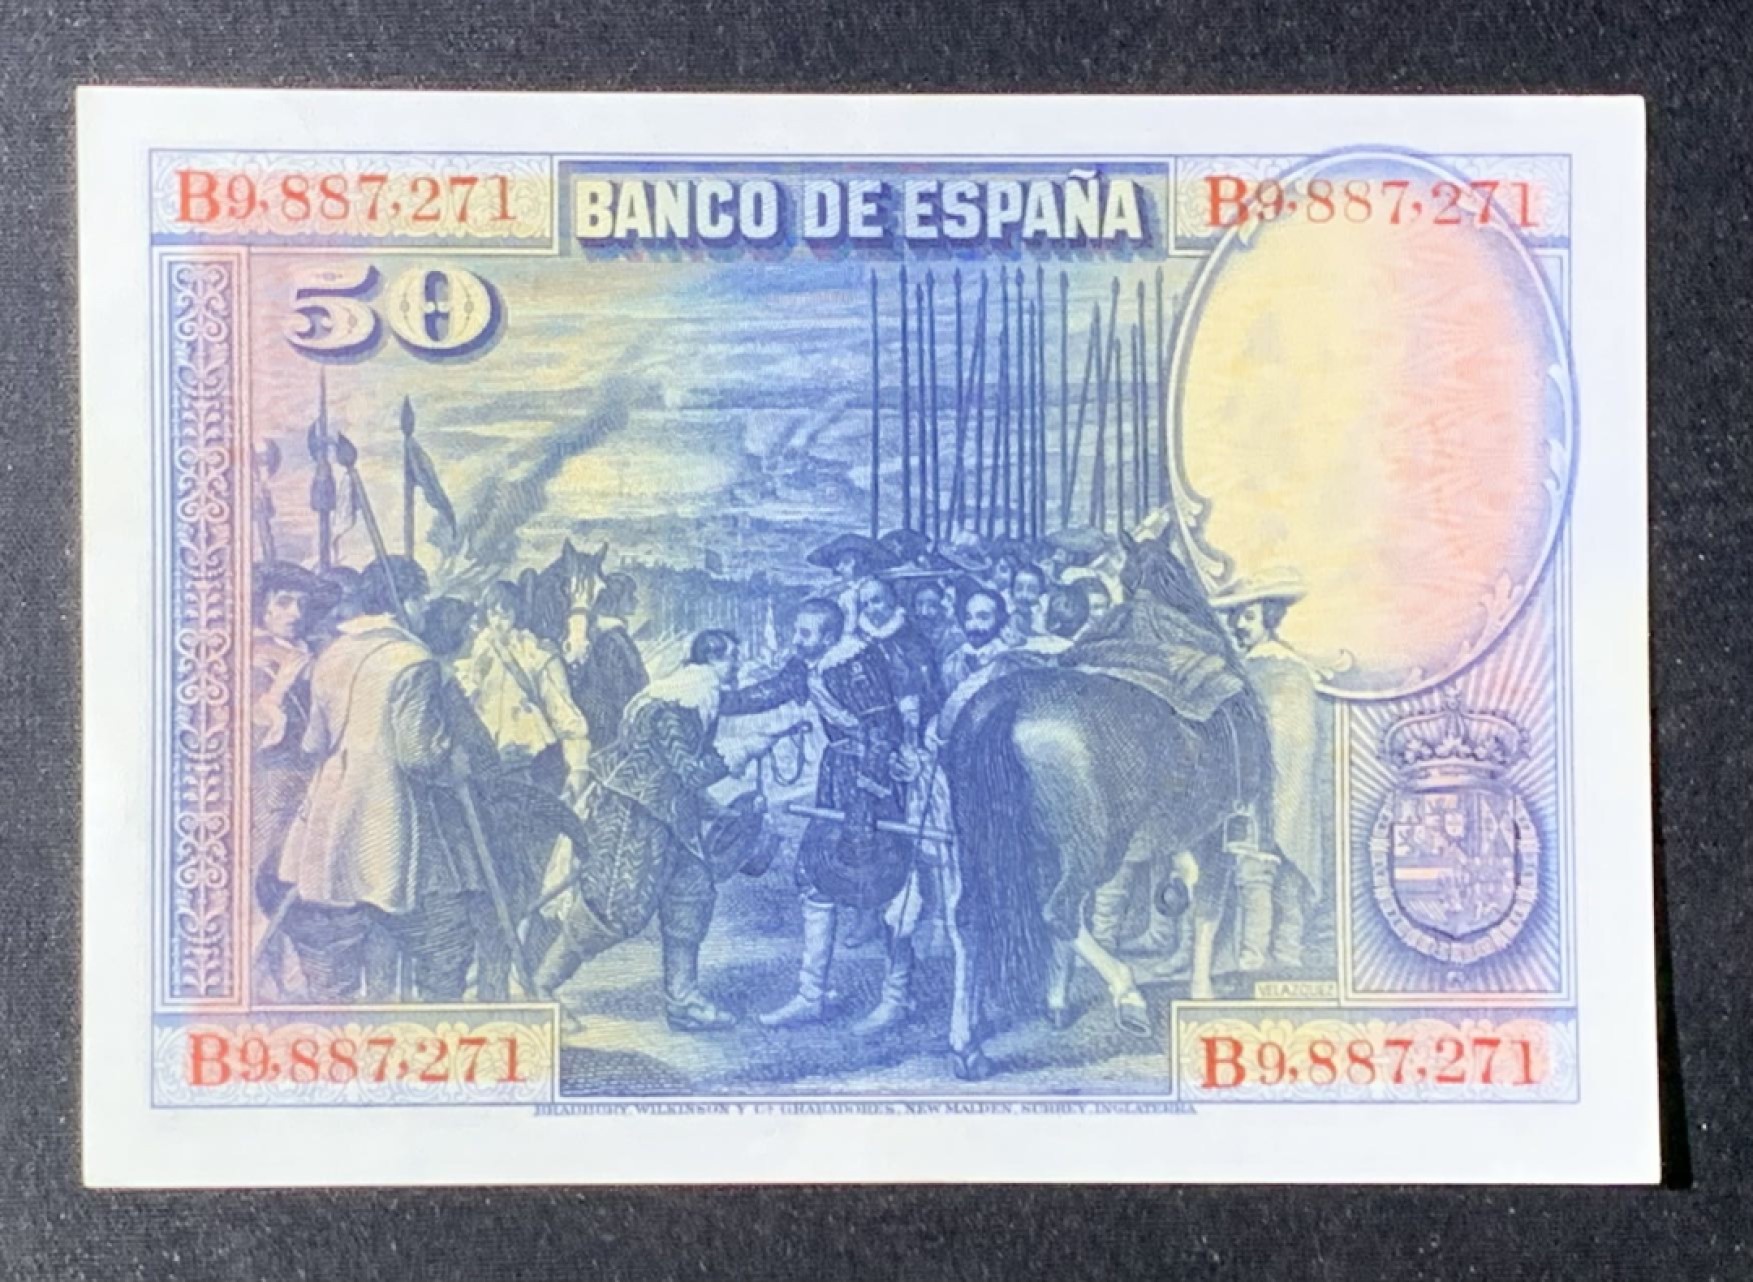 B9,887,271 BANCO DE ESPAÑA B9,887,271
50
VELAZQUEZ
B9,887,271 B9,887,271
BRADBURY, WILKINSON Y Cª GRABADORES, NEW MALDEN, SURREY, INGLATERRA